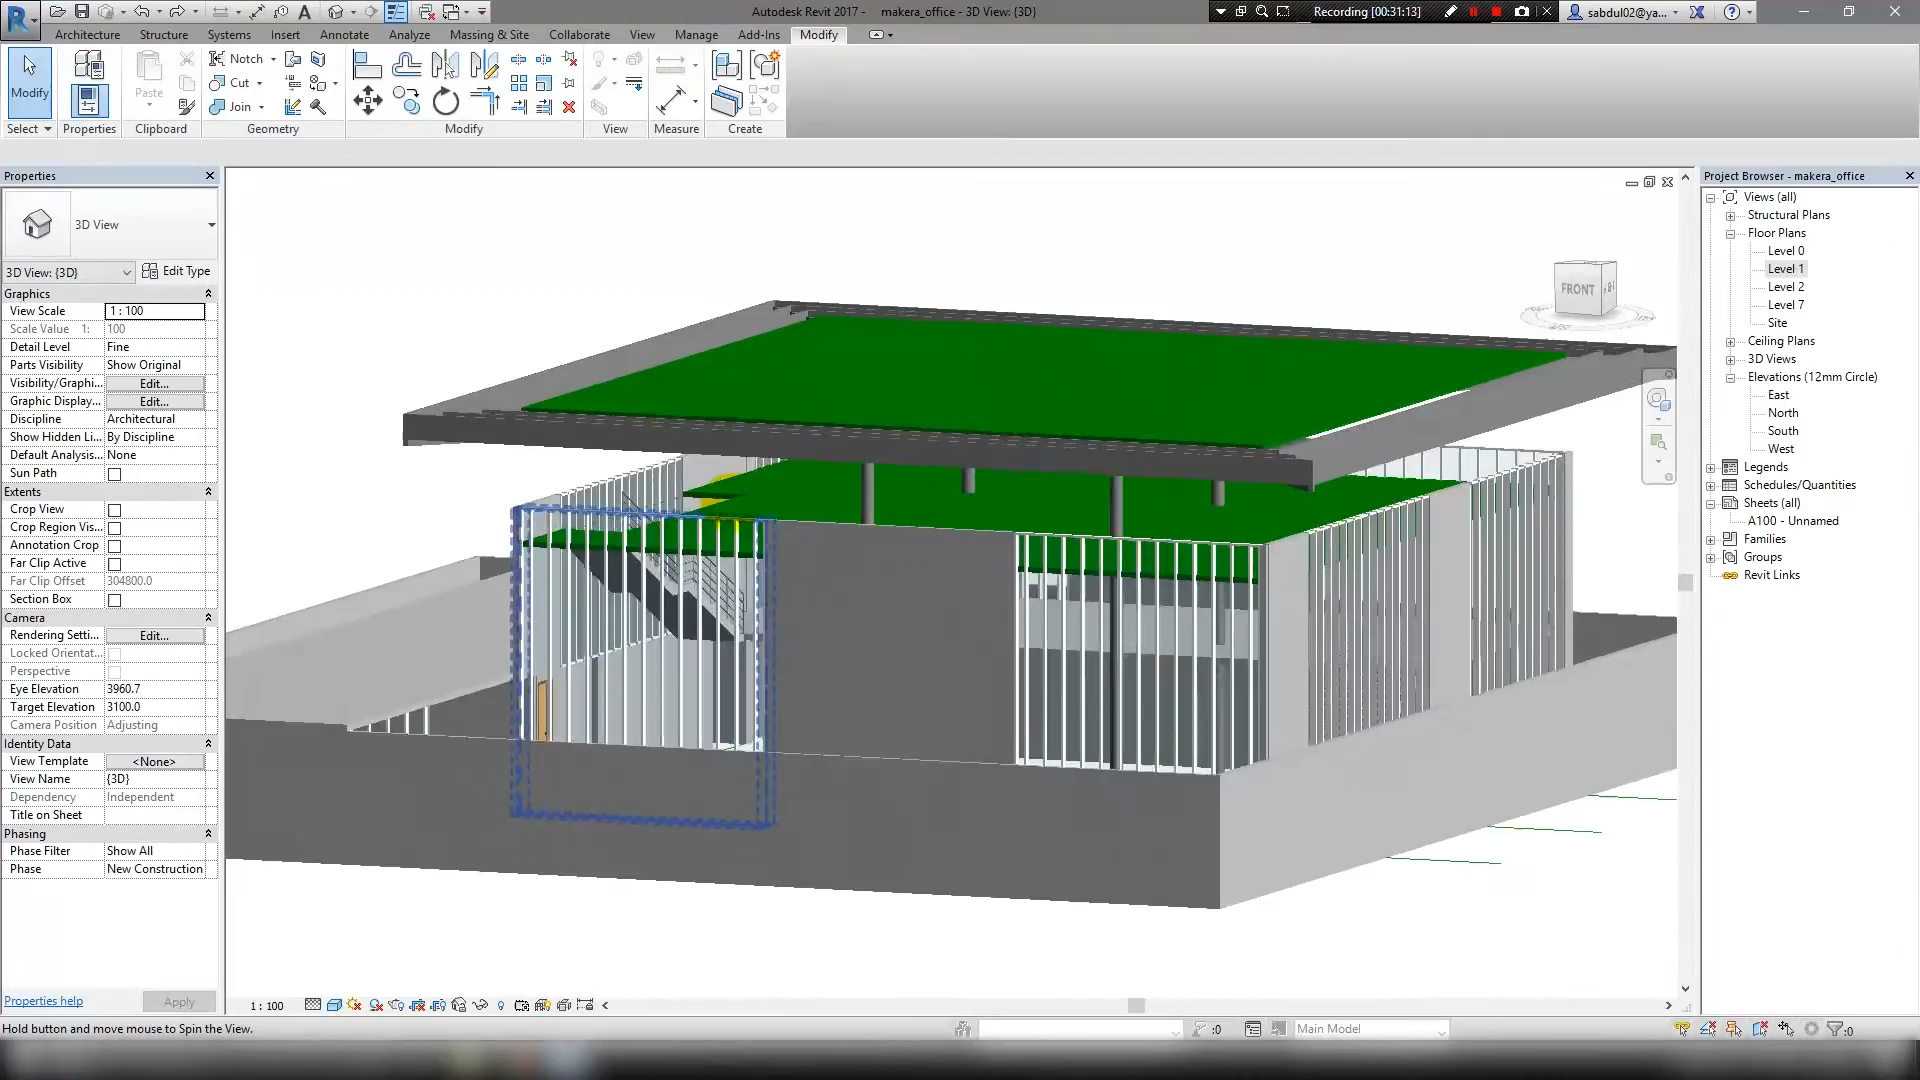 Autodesk Revit 2017 - makera_office - 3D View: {3D}
Recording [00:31:13]
sabdul02@ya...
Architecture Structure Systems Insert Annotate Analyze Massing & Site Collaborate View Manage Add-Ins Modify
Modify
Paste
Notch
Cut
Join
Select Properties Clipboard Geometry Modify View Measure Create
Properties
3D View
3D View: {3D} Edit Type
Graphics
View Scale 1 : 100
Scale Value 1: 100
Detail Level Fine
Parts Visibility Show Original
Visibility/Graphi... Edit...
Graphic Display... Edit...
Discipline Architectural
Show Hidden Li... By Discipline
Default Analysis... None
Sun Path
Extents
Crop View
Crop Region Vis...
Annotation Crop
Far Clip Active
Far Clip Offset 304800.0
Section Box
Camera
Rendering Setti... Edit...
Locked Orientat...
Perspective
Eye Elevation 3960.7
Target Elevation 3100.0
Camera Position Adjusting
Identity Data
View Template <None>
View Name {3D}
Dependency Independent
Title on Sheet
Phasing
Phase Filter Show All
Phase New Construction
Properties help Apply
FRONT
Project Browser - makera_office
Views (all)
Structural Plans
Floor Plans
Level 0
Level 1
Level 2
Level 7
Site
Ceiling Plans
3D Views
Elevations (12mm Circle)
East
North
South
West
Legends
Schedules/Quantities
Sheets (all)
A100 - Unnamed
Families
Groups
Revit Links
1 : 100
Hold button and move mouse to Spin the View.
:0
Main Model
:0